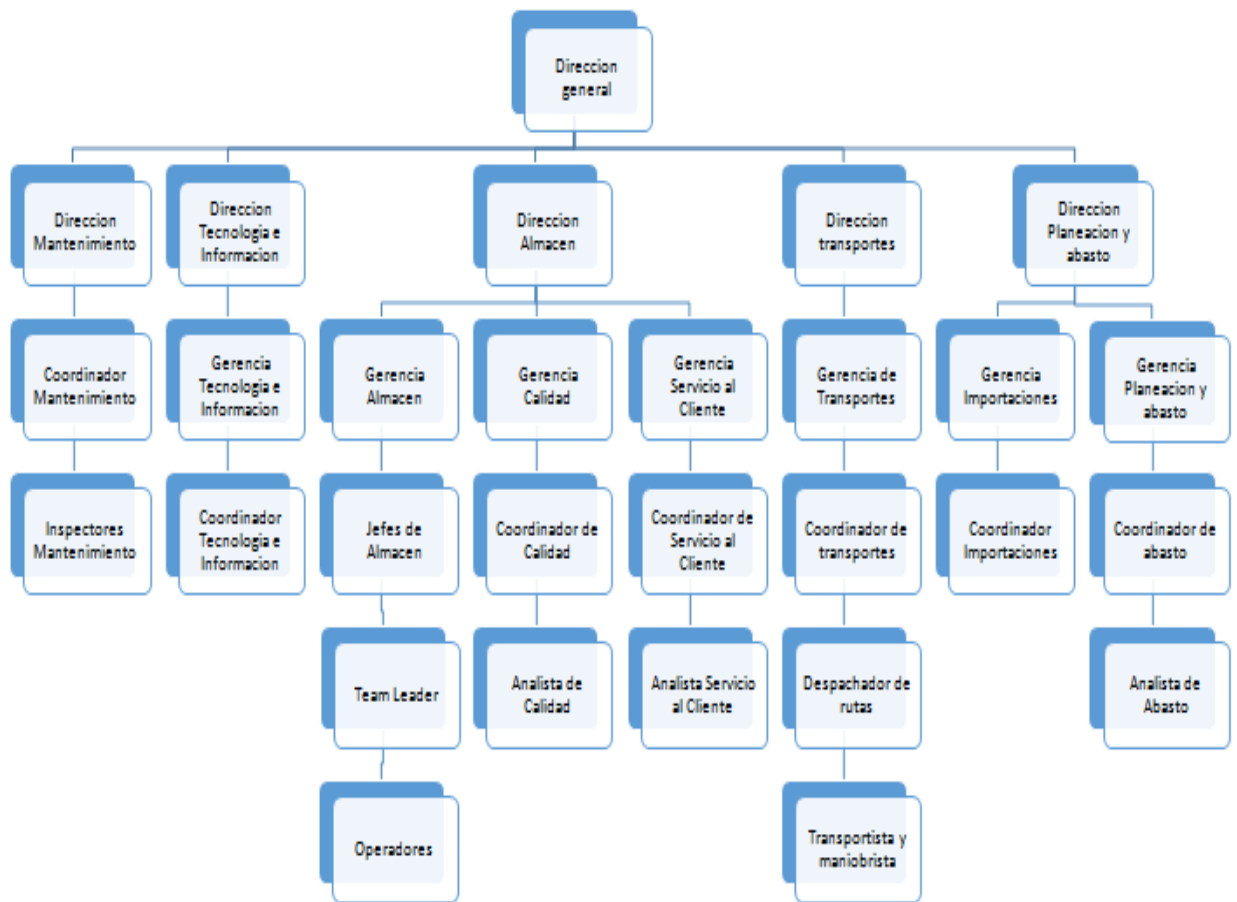 Direccion
general
Direccion
Mantenimiento
Direccion
Tecnologia e
Informacion
Direccion
Almacen
Direccion
transportes
Direccion
Planeacion y
abasto
Coordinador
Mantenimiento
Gerencia
Tecnologia e
Informacion
Gerencia
Almacen
Gerencia
Calidad
Gerencia
Servicio al
Cliente
Gerencia de
Transportes
Gerencia
Importaciones
Gerencia
Planeacion y
abasto
Inspectores
Mantenimiento
Coordinador
Tecnologia e
Informacion
Jefes de
Almacen
Coordinador de
Calidad
Coordinador de
Servicio al
Cliente
Coordinador de
transportes
Coordinador
Importaciones
Coordinador de
abasto
Team Leader
Analista de
Calidad
Analista Servicio
al Cliente
Despachador de
rutas
Analista de
Abasto
Operadores
Transportista y
maniobrista